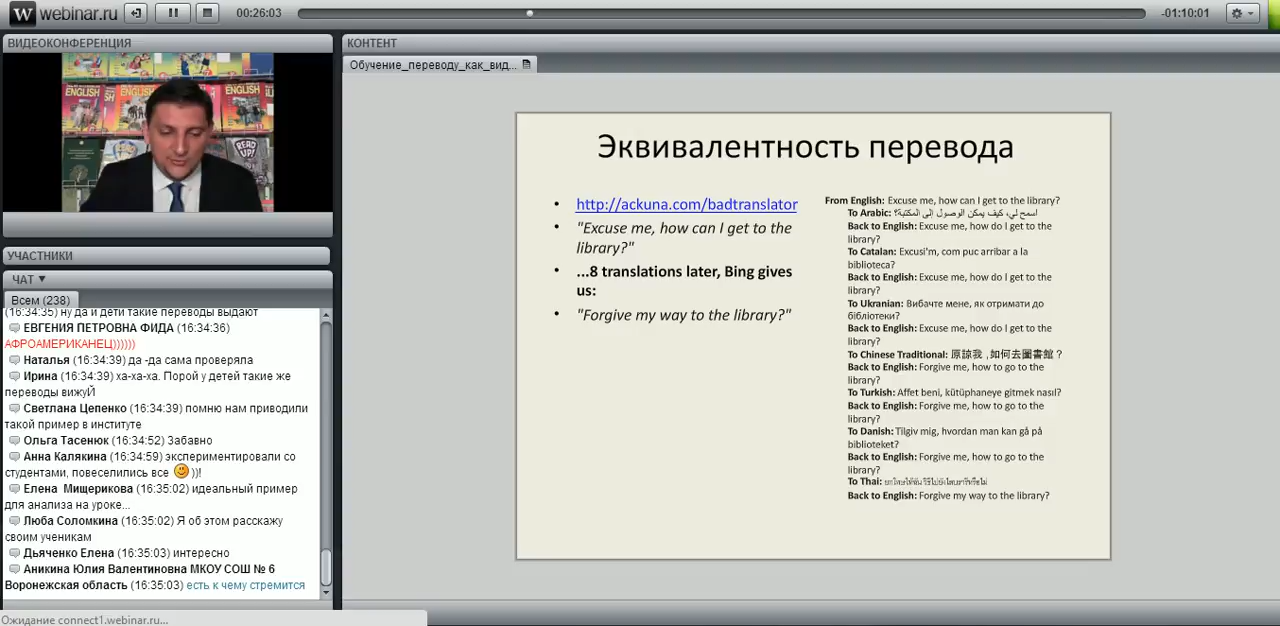 webinar.ru
00:26:03
-01:10:01
ВИДЕОКОНФЕРЕНЦИЯ
ENGLISH
ENGLISH
READ
UP!
УЧАСТНИКИ
ЧАТ ▼
Всем (238)
(16:34:35) ну да и дети такие переводы выдают
ЕВГЕНИЯ ПЕТРОВНА ФИДА (16:34:36)
АФРОАМЕРИКАНЕЦ))))))
Наталья (16:34:39) да -да сама проверяла
Ирина (16:34:39) ха-ха-ха. Порой у детей такие же
переводы вижуЙ
Светлана Цепенко (16:34:39) помню нам приводили
такой пример в институте
Ольга Тасенюк (16:34:52) Забавно
Анна Калякина (16:34:59) экспериментировали со
студентами, повеселились все ))!
Елена Мищерикова (16:35:02) идеальный пример
для анализа на уроке...
Люба Соломкина (16:35:02) Я об этом расскажу
своим ученикам
Дьяченко Елена (16:35:03) интересно
Аникина Юлия Валентиновна МКОУ СОШ № 6
Воронежская область (16:35:03) есть к чему стремится
Ожидание connect1.webinar.ru...
КОНТЕНТ
Обучение_переводу_как_вид...
Эквивалентность перевода
• http://ackuna.com/badtranslator
• "Excuse me, how can I get to the
library?"
• ...8 translations later, Bing gives
us:
• "Forgive my way to the library?"
From English: Excuse me, how can I get to the library?
To Arabic: اسمح لي، كيف يمكن الوصول إلى المكتبة؟
Back to English: Excuse me, how do I get to the
library?
To Catalan: Excusi'm, com puc arribar a la
biblioteca?
Back to English: Excuse me, how do I get to the
library?
To Ukranian: Вибачте мене, як отримати до
бібліотеки?
Back to English: Excuse me, how do I get to the
library?
To Chinese Traditional: 原諒我 ,如何去圖書館？
Back to English: Forgive me, how to go to the
library?
To Turkish: Affet beni, kütüphaneye gitmek nasıl?
Back to English: Forgive me, how to go to the
library?
To Danish: Tilgiv mig, hvordan man kan gå på
biblioteket?
Back to English: Forgive me, how to go to the
library?
To Thai:
Back to English: Forgive my way to the library?